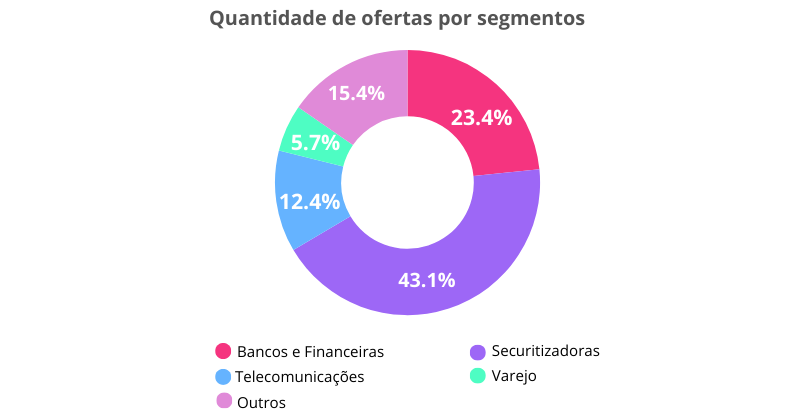 Quantidade de ofertas por segmentos
15.4%
23.4%
5.7%
12.4%
43.1%
Bancos e Financeiras
Securitizadoras
Telecomunicações
Varejo
Outros